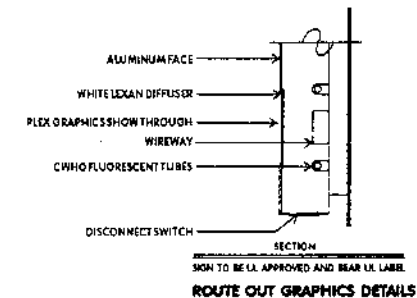 ALUMINUM FACE
WHITE LEXAN DIFFUSER
PLEX GRAPHICS SHOW THROUGH
WIREWAY
CWHO FLUORESCENT TUBES
DISCONNECT SWITCH
SECTION
SIGN TO BE UL APPROVED AND BEAR UL LABEL
ROUTE OUT GRAPHICS DETAILS